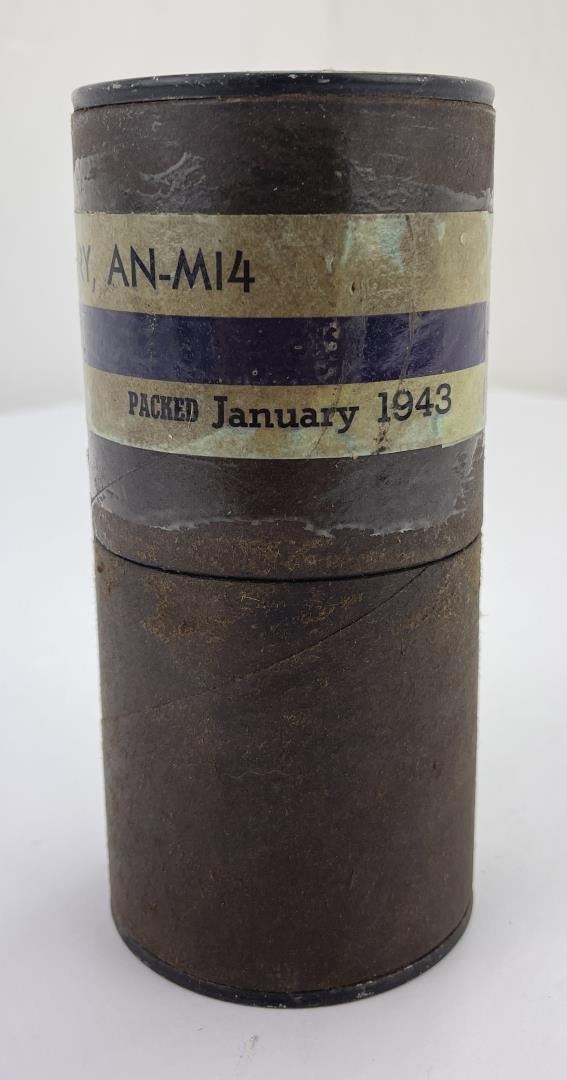 RY, AN-M14
PACKED January 1943